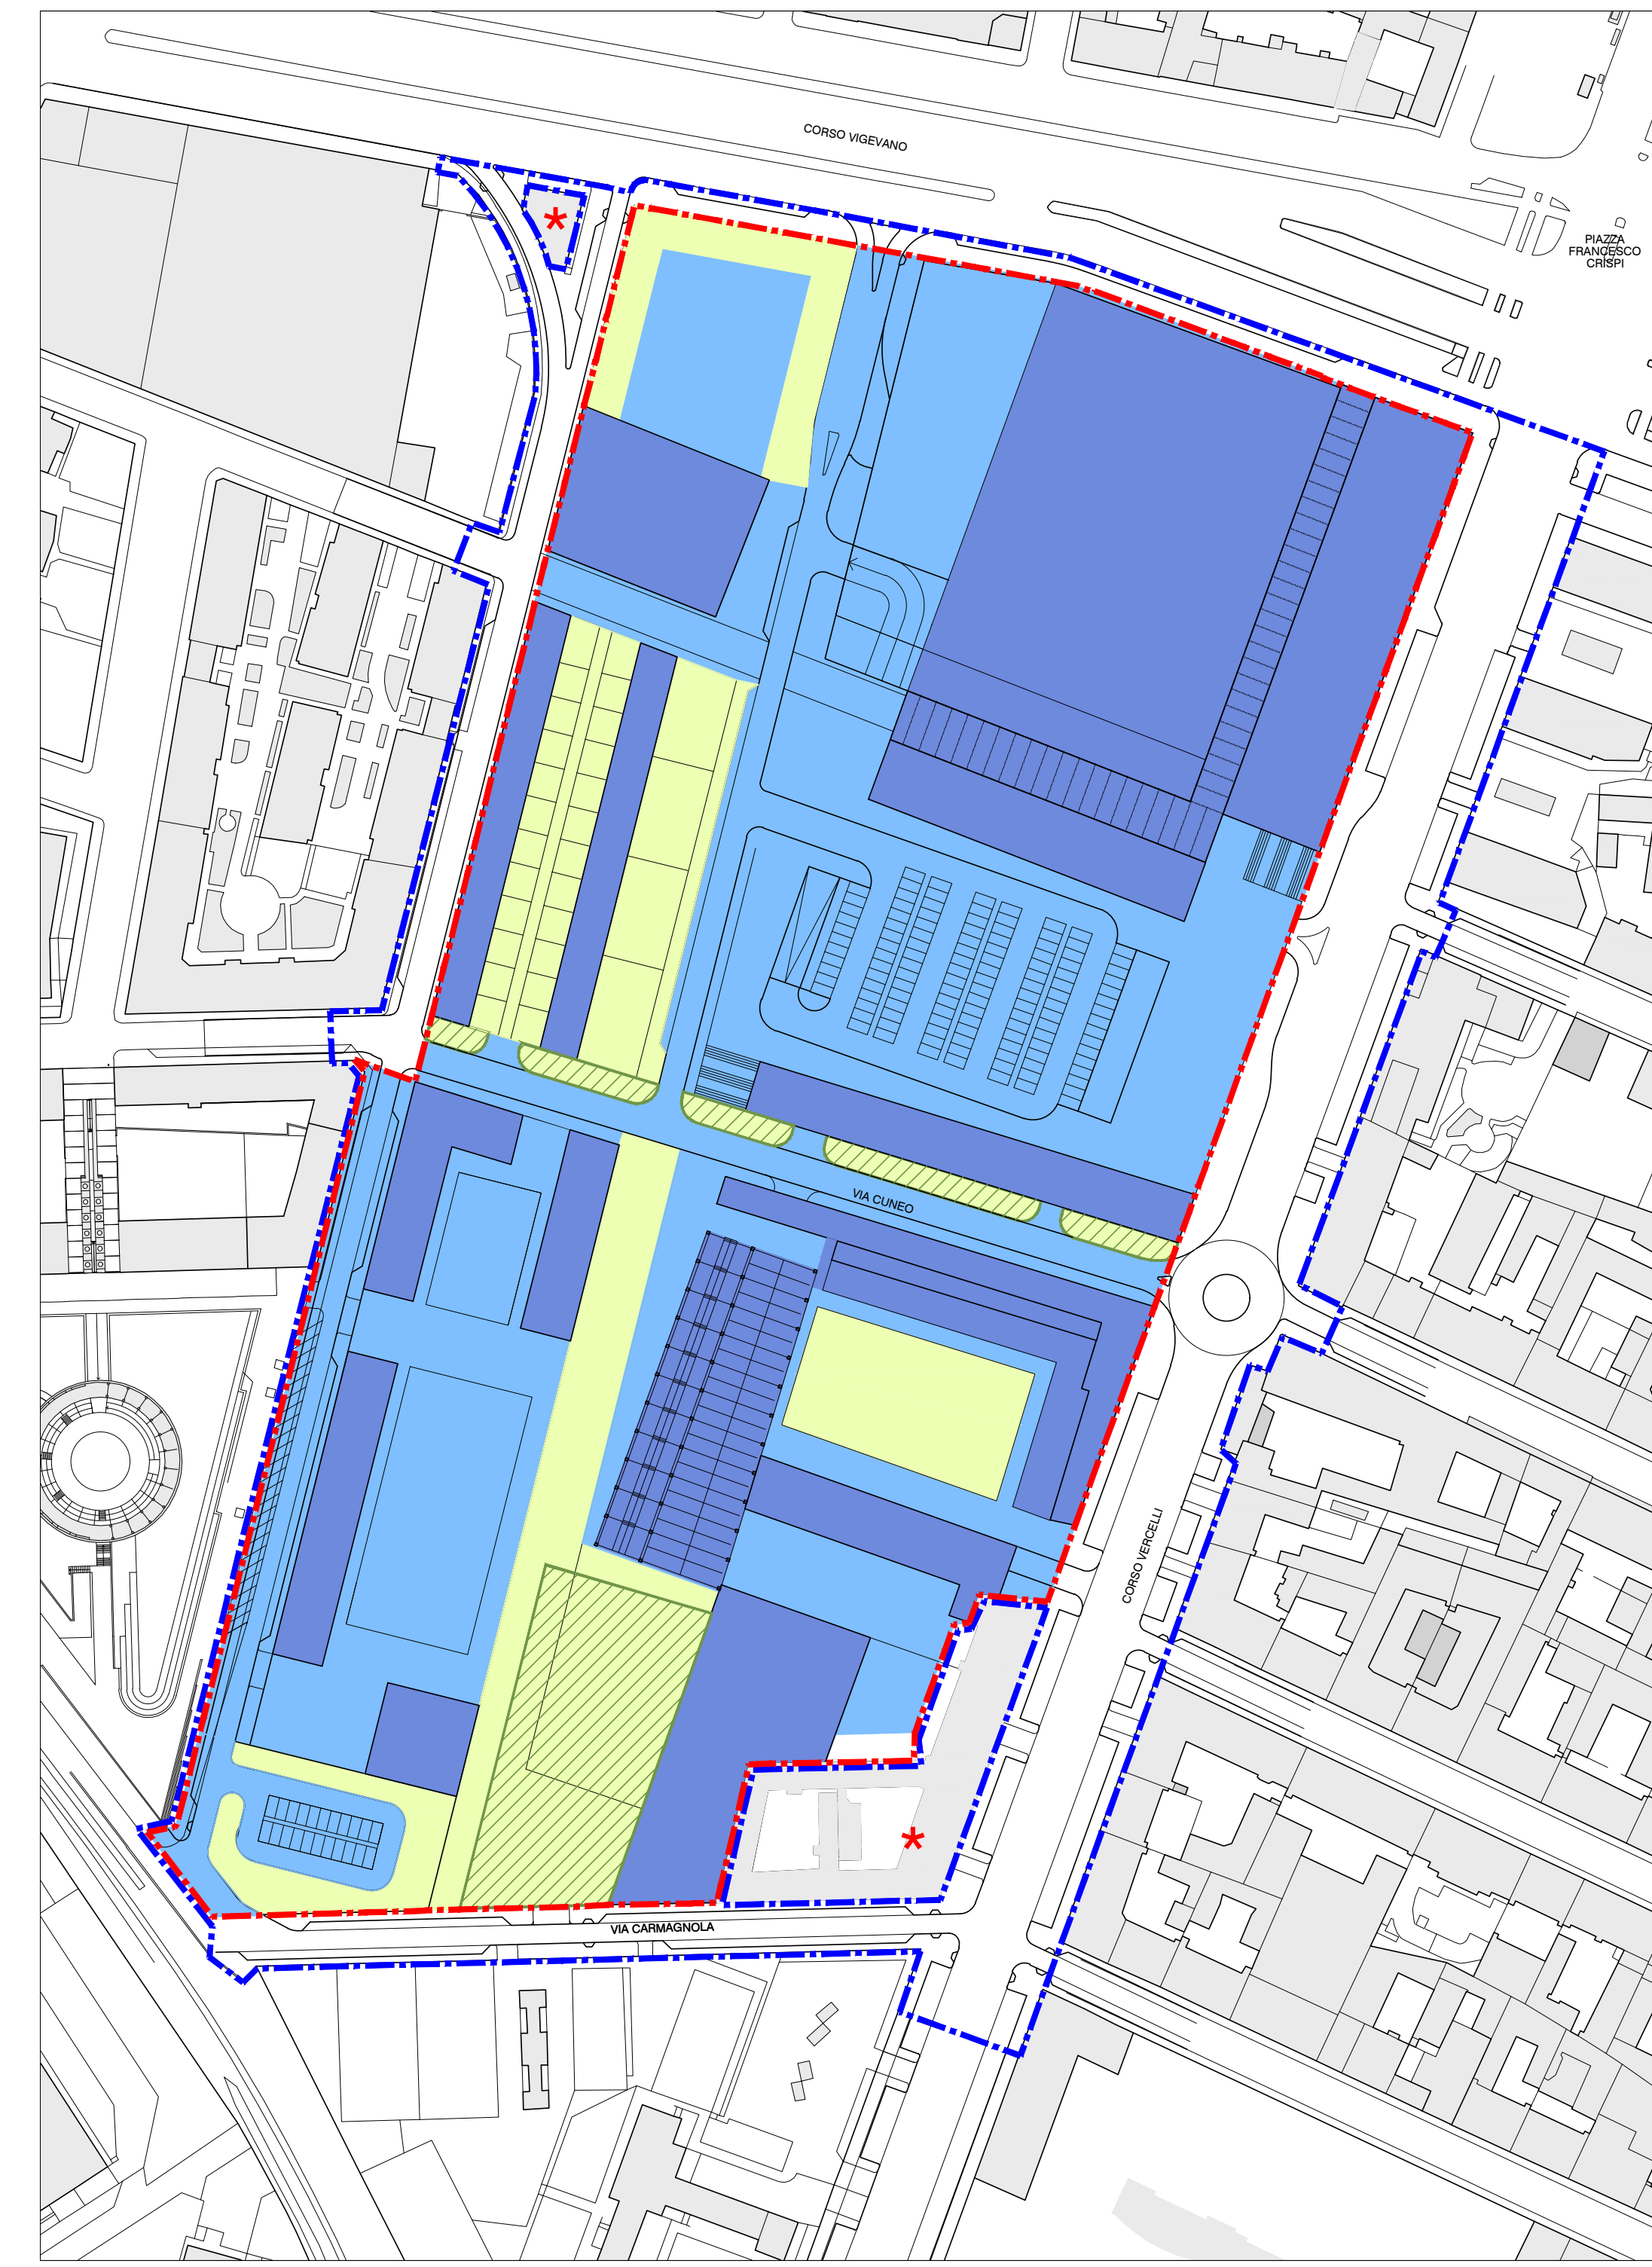 CORSO VIGEVANO
PIAZZA
FRANCESCO
CRISPI
VIA CUNEO
CORSO VERCELLI
VIA CARMAGNOLA